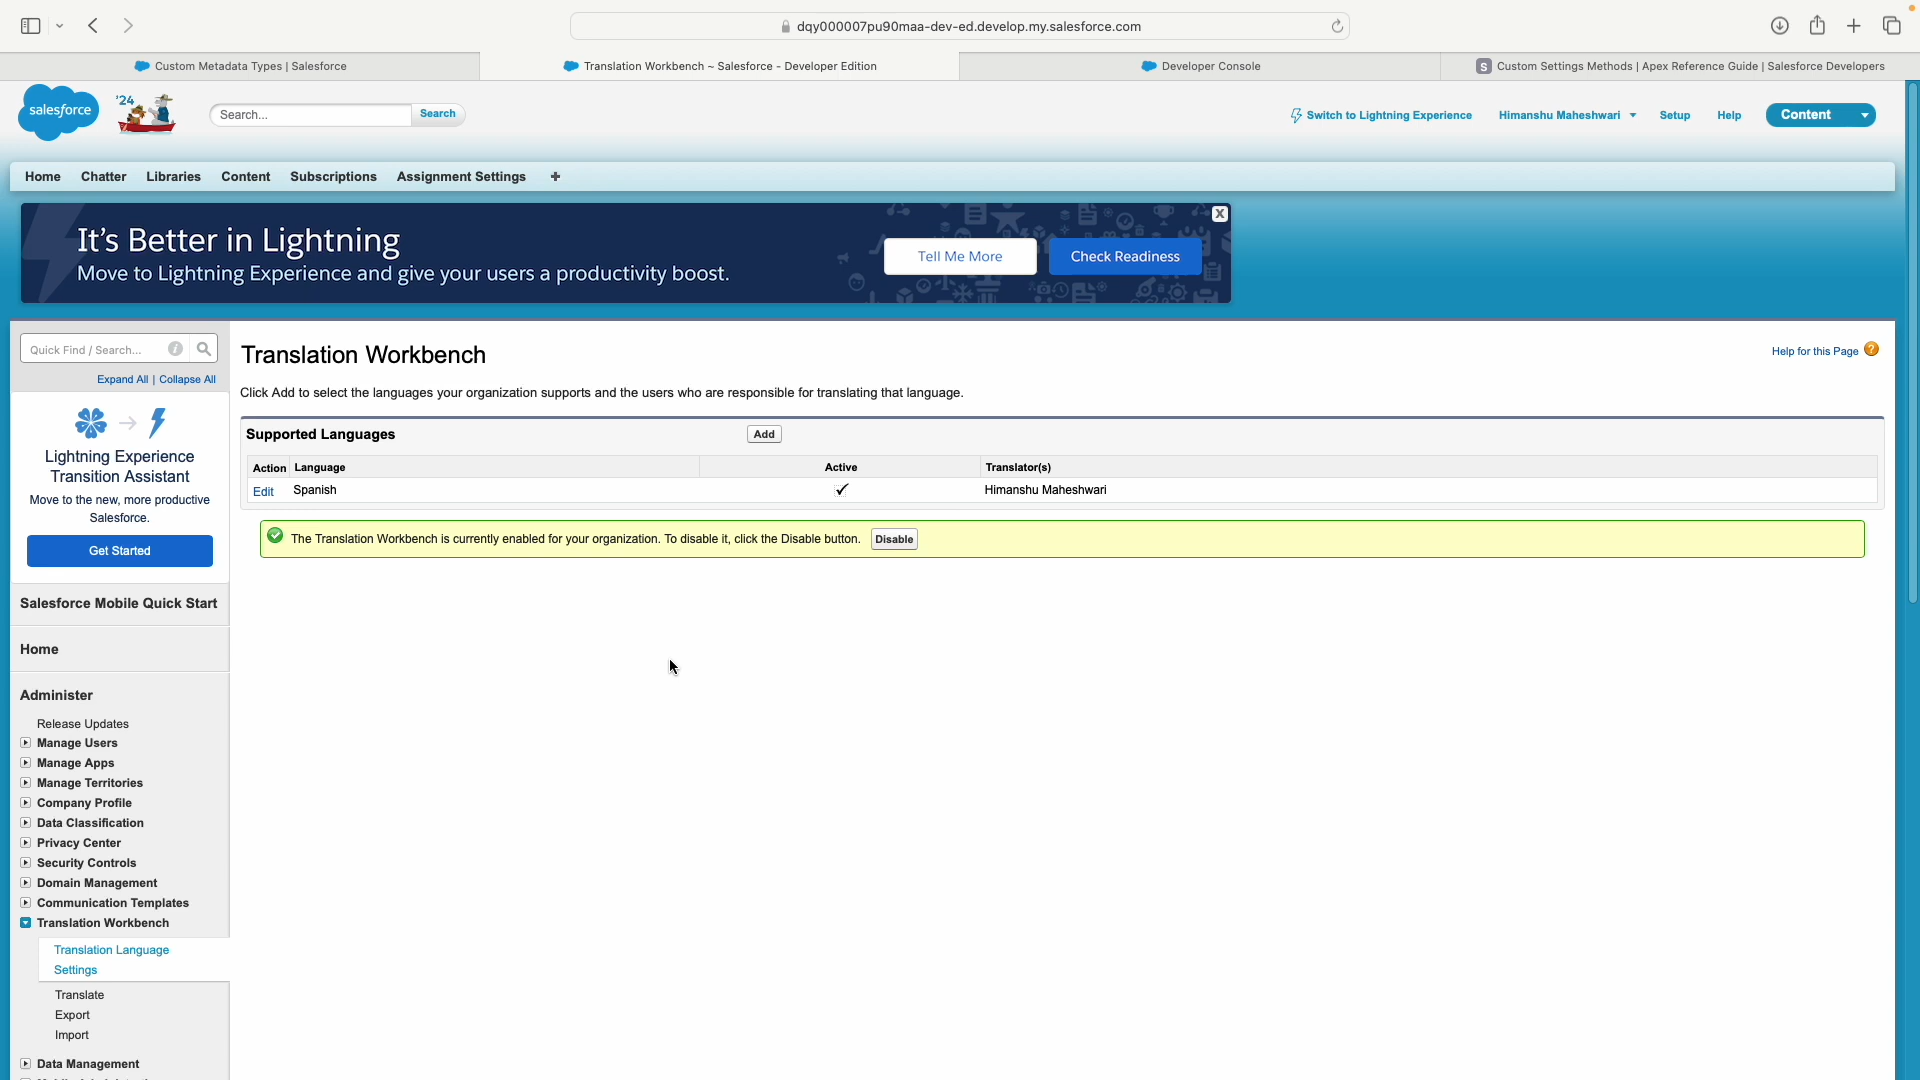 dqy000007pu90maa-dev-ed.develop.my.salesforce.com
Custom Metadata Types | Salesforce
Translation Workbench ~ Salesforce - Developer Edition
Developer Console
S Custom Settings Methods | Apex Reference Guide | Salesforce Developers
salesforce
'24
Search...
Search
Switch to Lightning Experience
Himanshu Maheshwari
Setup
Help
Content
Home
Chatter
Libraries
Content
Subscriptions
Assignment Settings
+
It's Better in Lightning
Move to Lightning Experience and give your users a productivity boost.
Tell Me More
Check Readiness
X
Quick Find / Search...
Expand All | Collapse All
Lightning Experience
Transition Assistant
Move to the new, more productive
Salesforce.
Get Started
Salesforce Mobile Quick Start
Home
Administer
Release Updates
Manage Users
Manage Apps
Manage Territories
Company Profile
Data Classification
Privacy Center
Security Controls
Domain Management
Communication Templates
Translation Workbench
Translation Language
Settings
Translate
Export
Import
Data Management
Translation Workbench
Help for this Page
Click Add to select the languages your organization supports and the users who are responsible for translating that language.
Supported Languages
Add
Action Language Active Translator(s)
Edit Spanish Himanshu Maheshwari
The Translation Workbench is currently enabled for your organization. To disable it, click the Disable button.
Disable